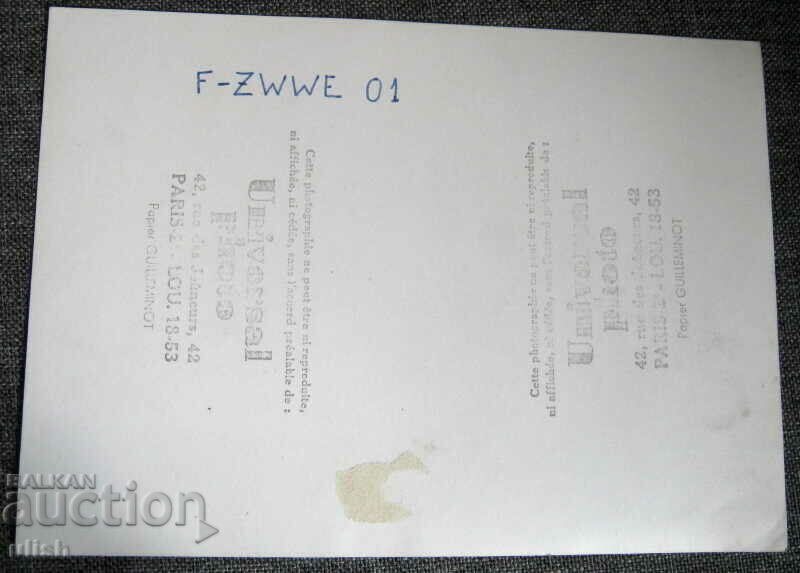 F-ZWWE 01
Cette photographie ne peut être ni reproduite,
ni affichée, ni cédée, sans l'accord préalable de :
Universal
Photo
42, rue des Jeûneurs, 42
PARIS-2e - LOU. 18-53
Papier GUILLEMINOT
Cette photographie ne peut être ni reproduite,
ni affichée, ni cédée, sans l'accord préalable de :
Universal
Photo
42, rue des Jeûneurs, 42
PARIS-2e - LOU. 18-53
Papier GUILLEMINOT
BALKAN
auction
ulish